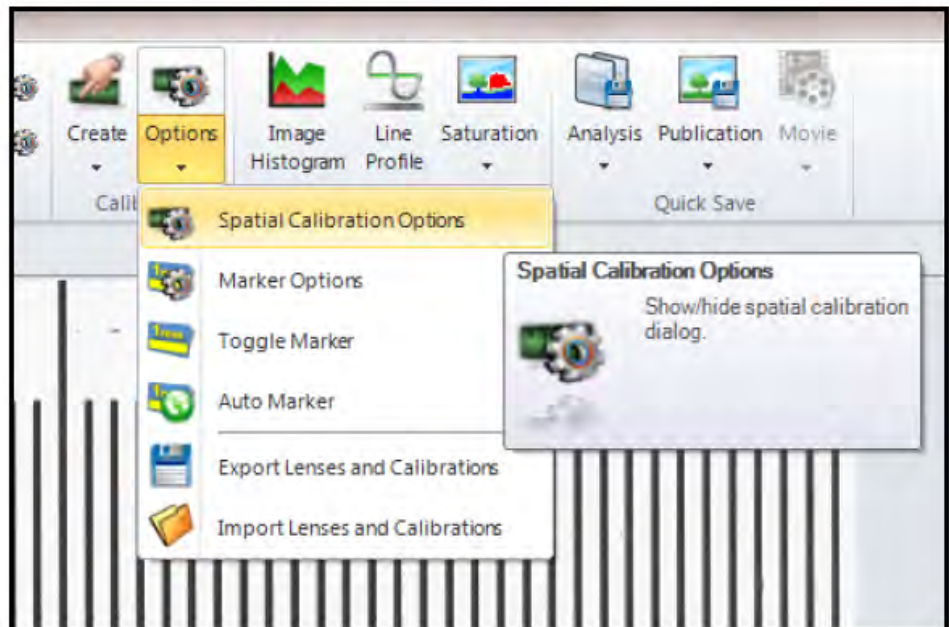 Create Options Image Line Saturation Analysis Publication Movie
Histogram Profile
Quick Save
Spatial Calibration Options
Marker Options
Toggle Marker
Auto Marker
Export Lenses and Calibrations
Import Lenses and Calibrations
Spatial Calibration Options
Show/hide spatial calibration
dialog.